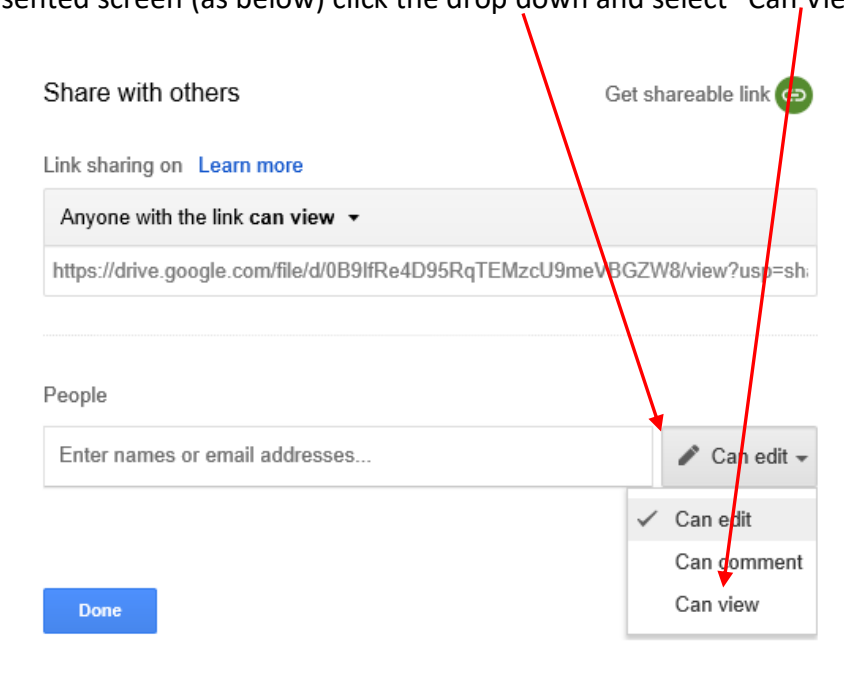 sented screen (as below) click the drop down and select "Can vie
Share with others
Get shareable link
Link sharing on Learn more
Anyone with the link can view
https://drive.google.com/file/d/0B9IfRe4D95RqTEMzcU9meVBGZW8/view?usp=sh
People
Enter names or email addresses...
Can edit
Can edit
Can comment
Can view
Done